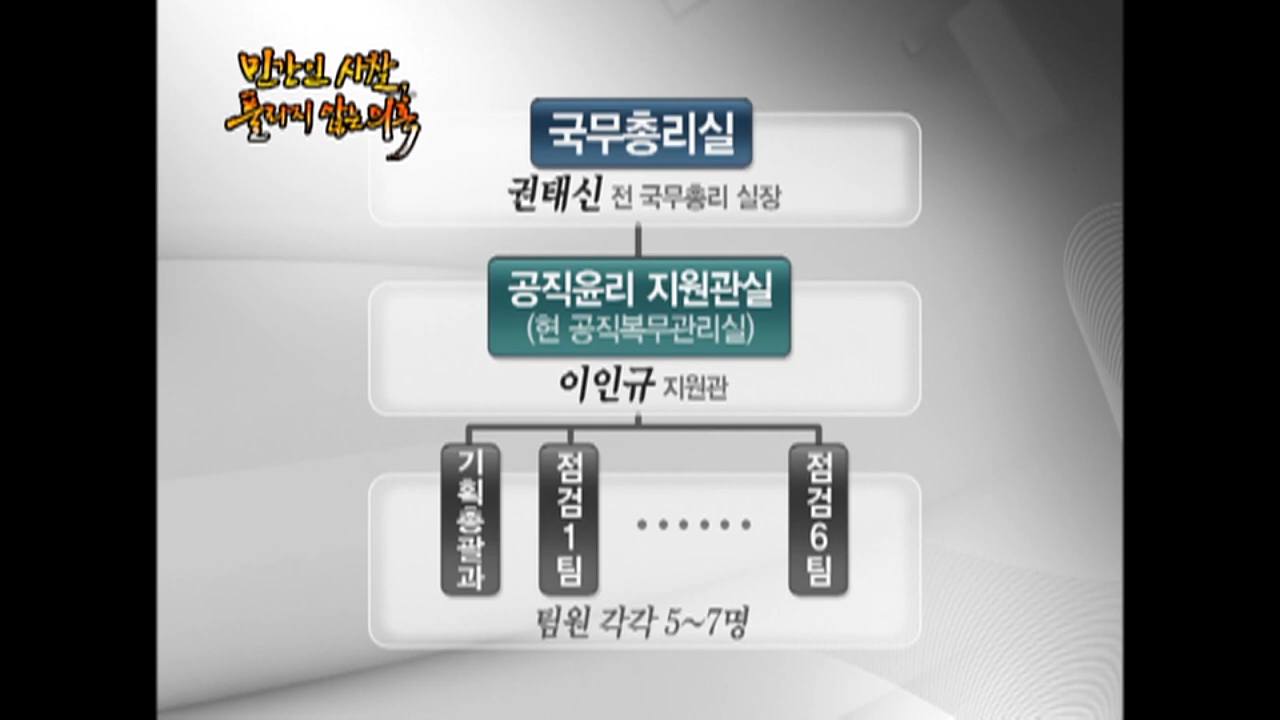 민간인 사찰,
풀리지 않는 의혹
국무총리실
권태신 전 국무총리 실장
공직윤리 지원관실
(현 공직복무관리실)
이인규 지원관
기획총괄과
점검1팀
......
점검6팀
팀원 각각 5~7명